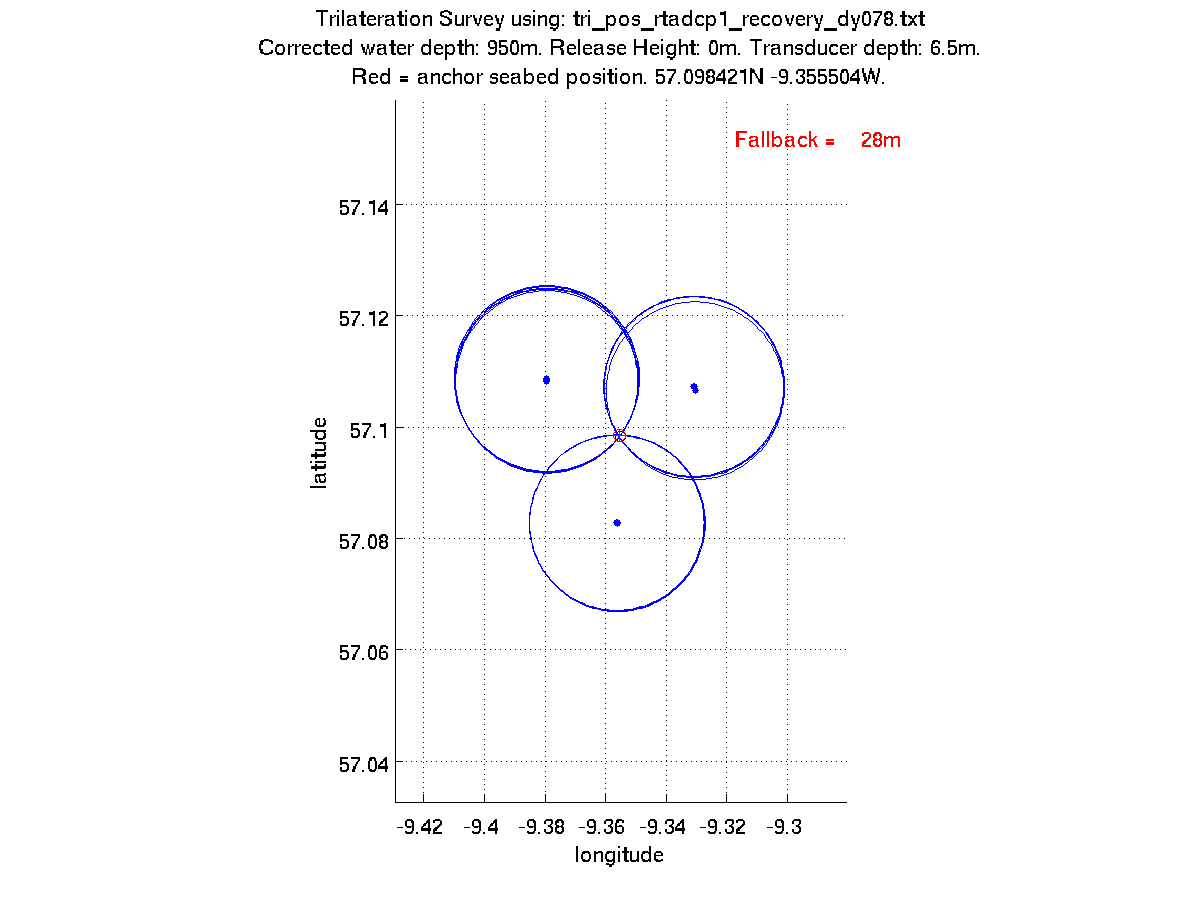 Trilateration Survey using: tri_pos_rtadcp1_recovery_dy078.txt
Corrected water depth: 950m. Release Height: 0m. Transducer depth: 6.5m.
Red = anchor seabed position. 57.098421N -9.355504W.
Fallback = 28m
57.14
57.12
57.1
57.08
57.06
57.04
latitude
-9.42 -9.4 -9.38 -9.36 -9.34 -9.32 -9.3
longitude